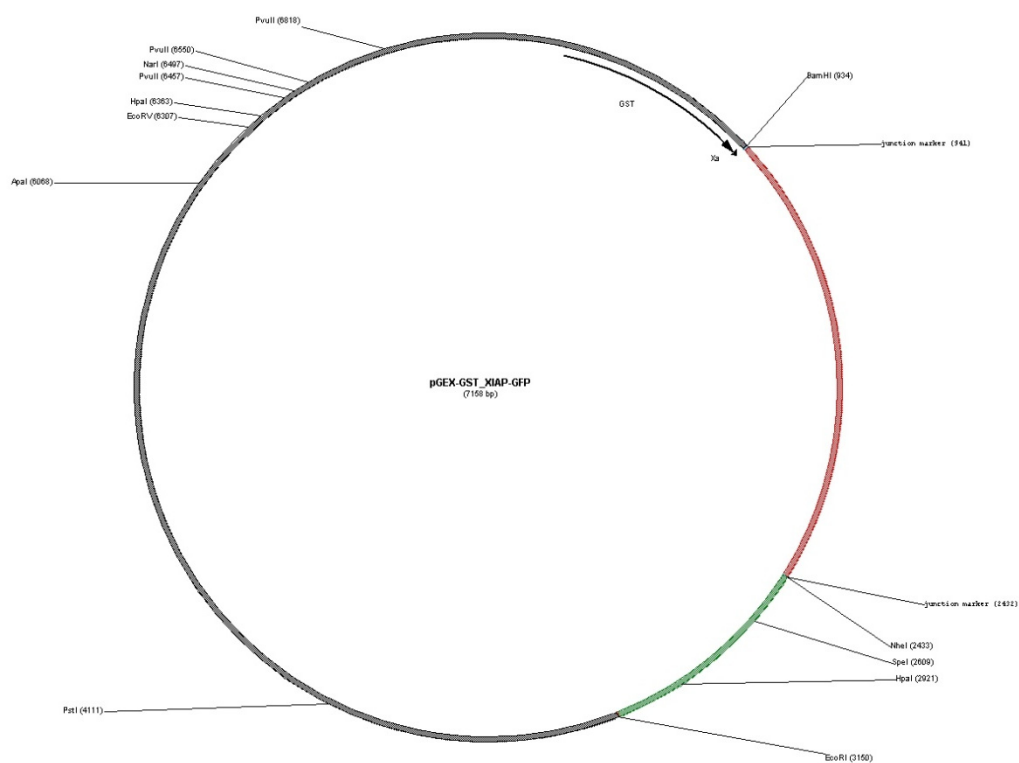 PvuII (6818)
PvuII (6550)
NarI (6497)
PvuII (6457)
HpaI (6363)
EcoRV (6307)
ApaI (6068)
GST
Xa
BamHI (934)
junction marker (941)
pGEX-GST_XIAP-GFP
(7158 bp)
junction marker (2432)
NheI (2433)
SpeI (2609)
HpaI (2921)
EcoRI (3150)
PstI (4111)